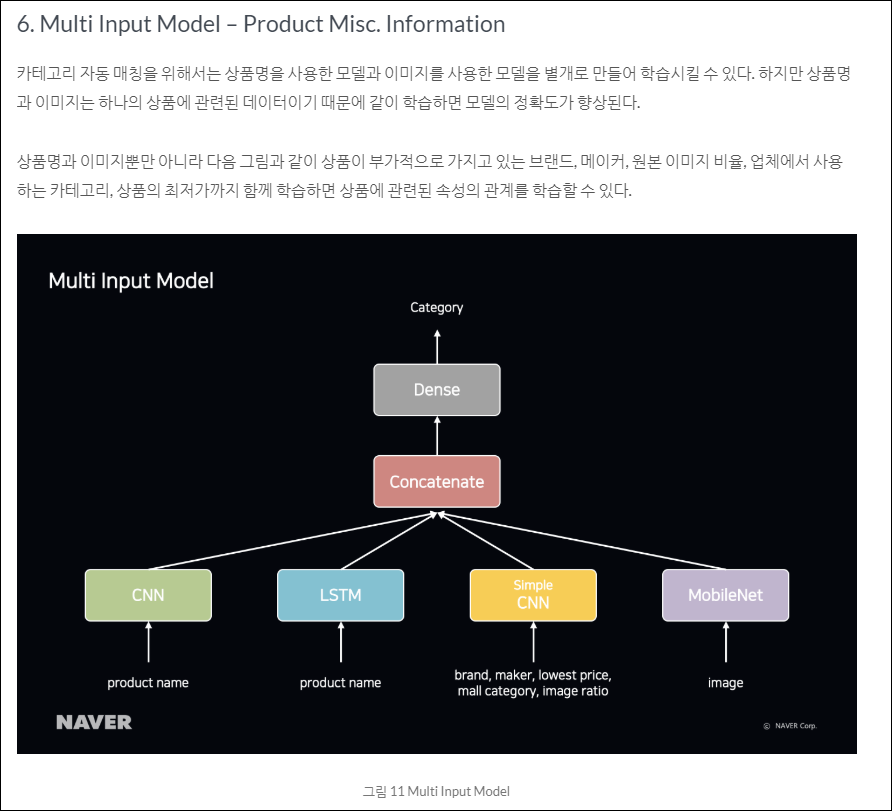 6. Multi Input Model – Product Misc. Information
카테고리 자동 매칭을 위해서는 상품명을 사용한 모델과 이미지를 사용한 모델을 별개로 만들어 학습시킬 수 있다. 하지만 상품명
과 이미지는 하나의 상품에 관련된 데이터이기 때문에 같이 학습하면 모델의 정확도가 향상된다.
상품명과 이미지뿐만 아니라 다음 그림과 같이 상품이 부가적으로 가지고 있는 브랜드, 메이커, 원본 이미지 비율, 업체에서 사용
하는 카테고리, 상품의 최저가까지 함께 학습하면 상품에 관련된 속성의 관계를 학습할 수 있다.
Multi Input Model
Category
Dense
Concatenate
CNN
LSTM
Simple
CNN
MobileNet
product name
product name
brand, maker, lowest price,
mall category, image ratio
image
NAVER
© NAVER Corp.
그림 11 Multi Input Model